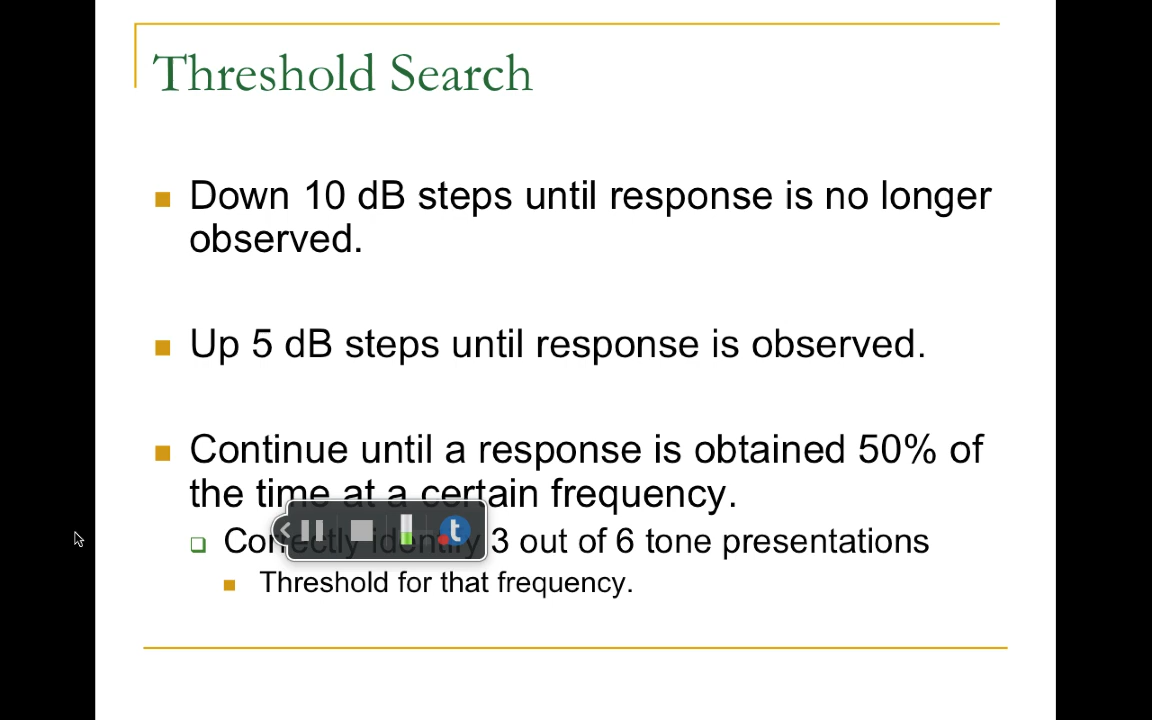 Threshold Search
Down 10 dB steps until response is no longer
observed.
Up 5 dB steps until response is observed.
Continue until a response is obtained 50% of
the time at a certain frequency.
Correctly identify 3 out of 6 tone presentations
Threshold for that frequency.
t